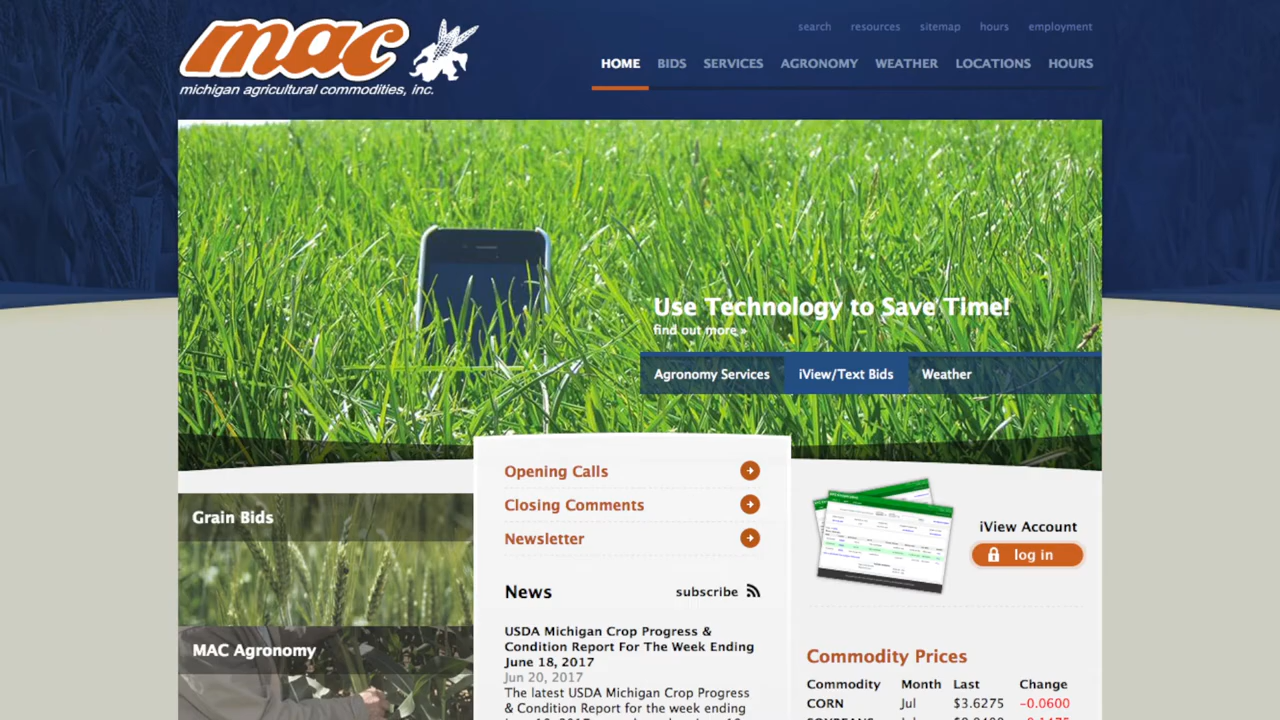 mac
michigan agricultural commodities, inc.
search resources sitemap hours employment
HOME BIDS SERVICES AGRONOMY WEATHER LOCATIONS HOURS
Use Technology to Save Time!
find out more »
Agronomy Services iView/Text Bids Weather
Grain Bids
MAC Agronomy
Opening Calls
Closing Comments
Newsletter
News subscribe
USDA Michigan Crop Progress &
Condition Report For The Week Ending
June 18, 2017
Jun 20, 2017
The latest USDA Michigan Crop Progress
& Condition Report for the week ending
iView Account
log in
Commodity Prices
Commodity Month Last Change
CORN Jul $3.6275 -0.0600